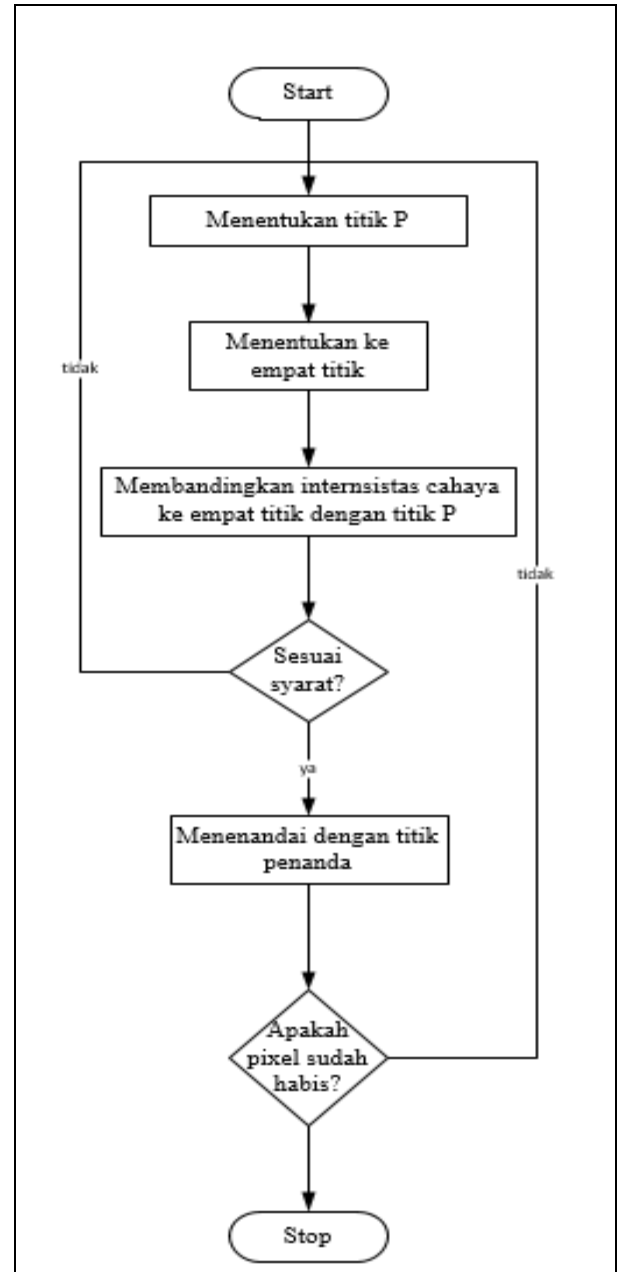 Start
Menentukan titik P
Menentukan ke
empat titik
tidak
Membandingkan internsistas cahaya
ke empat titik dengan titik P
tidak
Sesuai
syarat?
ya
Menenandai dengan titik
penanda
Apakah
pixel sudah
habis?
Stop